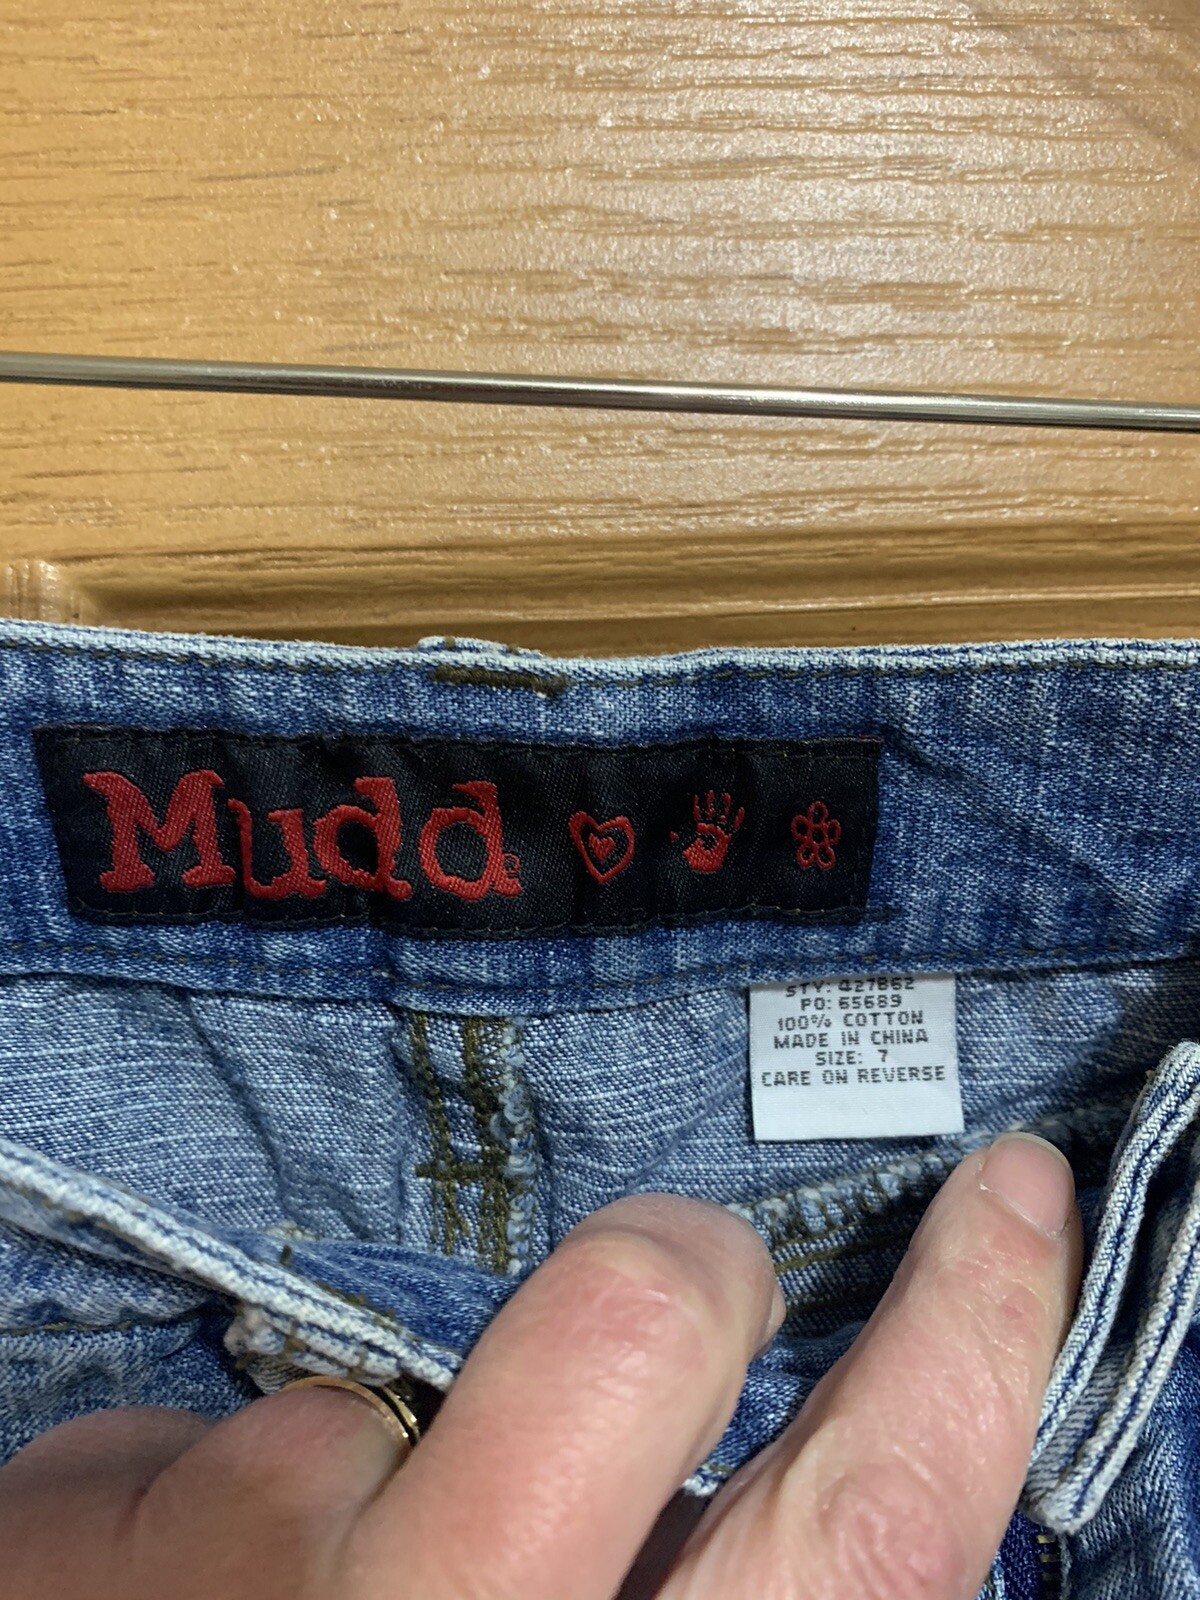 Mudd
STY: 427B62
PO: 65689
100% COTTON
MADE IN CHINA
SIZE: 7
CARE ON REVERSE